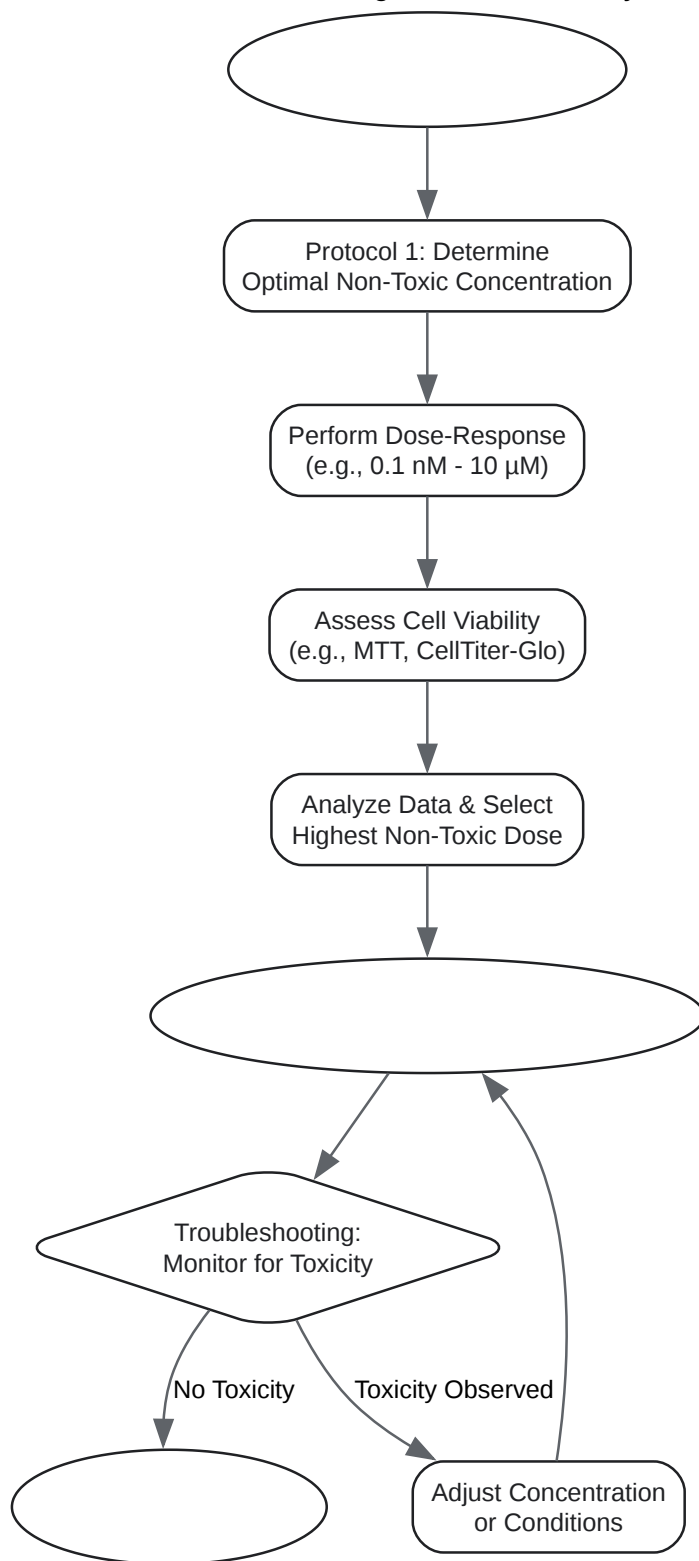 Protocol 1: Determine
Optimal Non-Toxic Concentration
Perform Dose-Response
(e.g., 0.1 nM - 10 µM)
Assess Cell Viability
(e.g., MTT, CellTiter-Glo)
Analyze Data & Select
Highest Non-Toxic Dose
Troubleshooting:
Monitor for Toxicity
No Toxicity
Toxicity Observed
Adjust Concentration
or Conditions